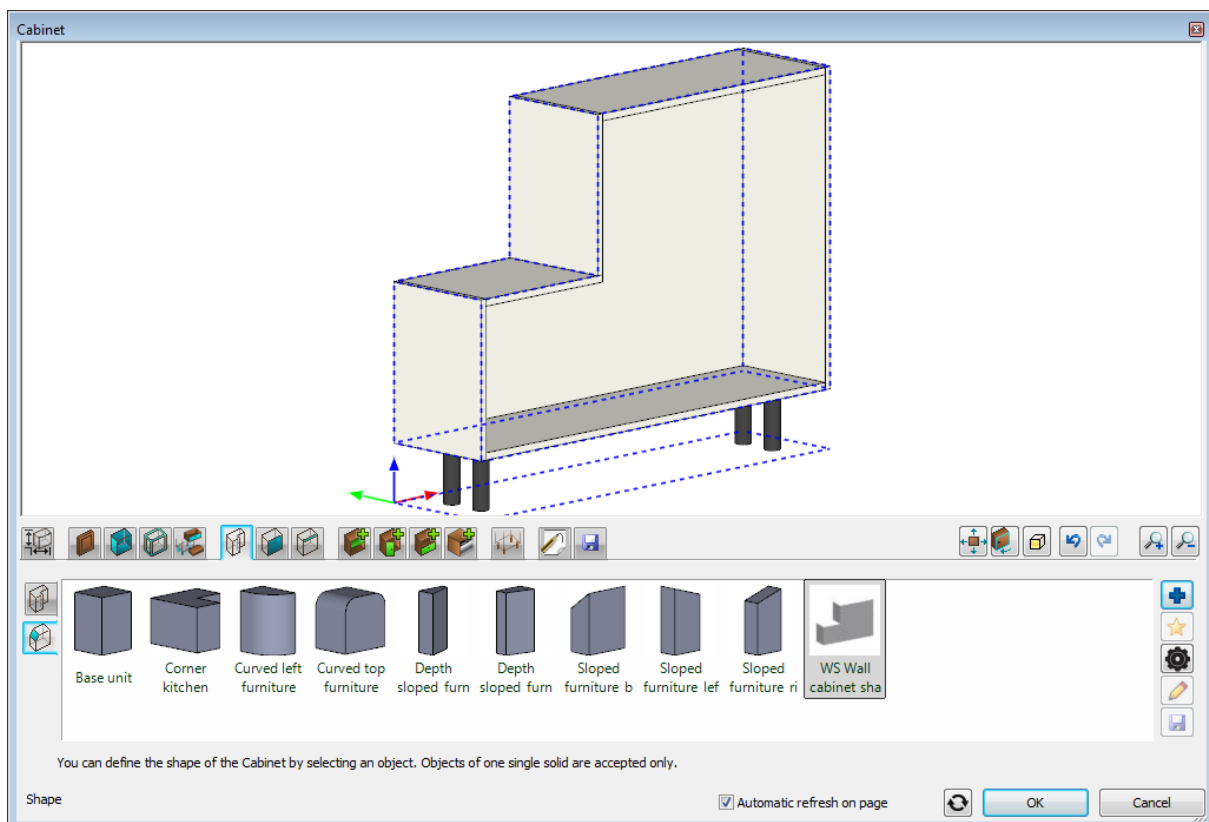 Cabinet
Base unit
Corner
kitchen
Curved left
furniture
Curved top
furniture
Depth
sloped furn
Depth
sloped furn
Sloped
furniture b
Sloped
furniture lef
Sloped
furniture ri
WS Wall
cabinet sha
You can define the shape of the Cabinet by selecting an object. Objects of one single solid are accepted only.
Shape
Automatic refresh on page
OK
Cancel